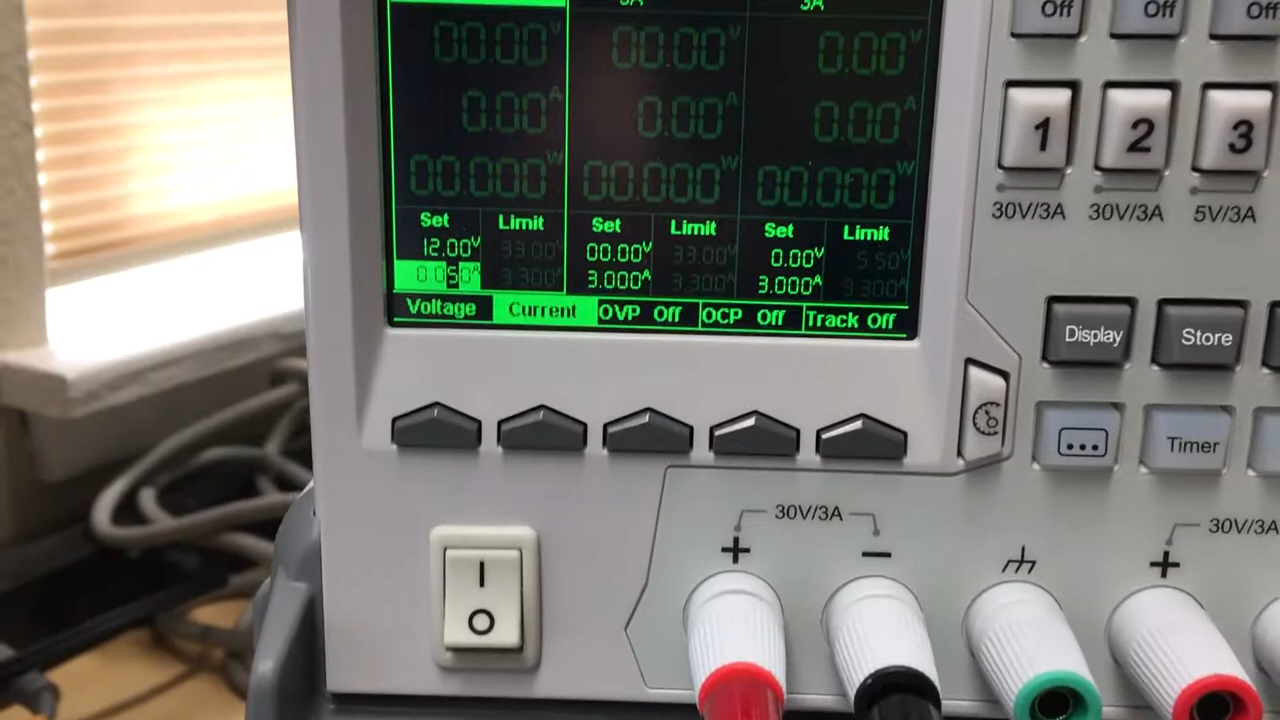 3A 3A
Off Off Off
00.00V 00.00V 0.00V
0.00A 0.00A 0.00A
00.000W 00.000W 00.000W
1 2 3
30V/3A 30V/3A 5V/3A
Set Limit Set Limit Set Limit
12.00V 33.00V 00.00V 33.00V 0.00V 5.50V
0.050A 3.300A 3.000A 3.300A 3.000A 3.300A
Voltage Current OVP Off OCP Off Track Off
Display Store
Timer
30V/3A 30V/3A
+ − +
I
O